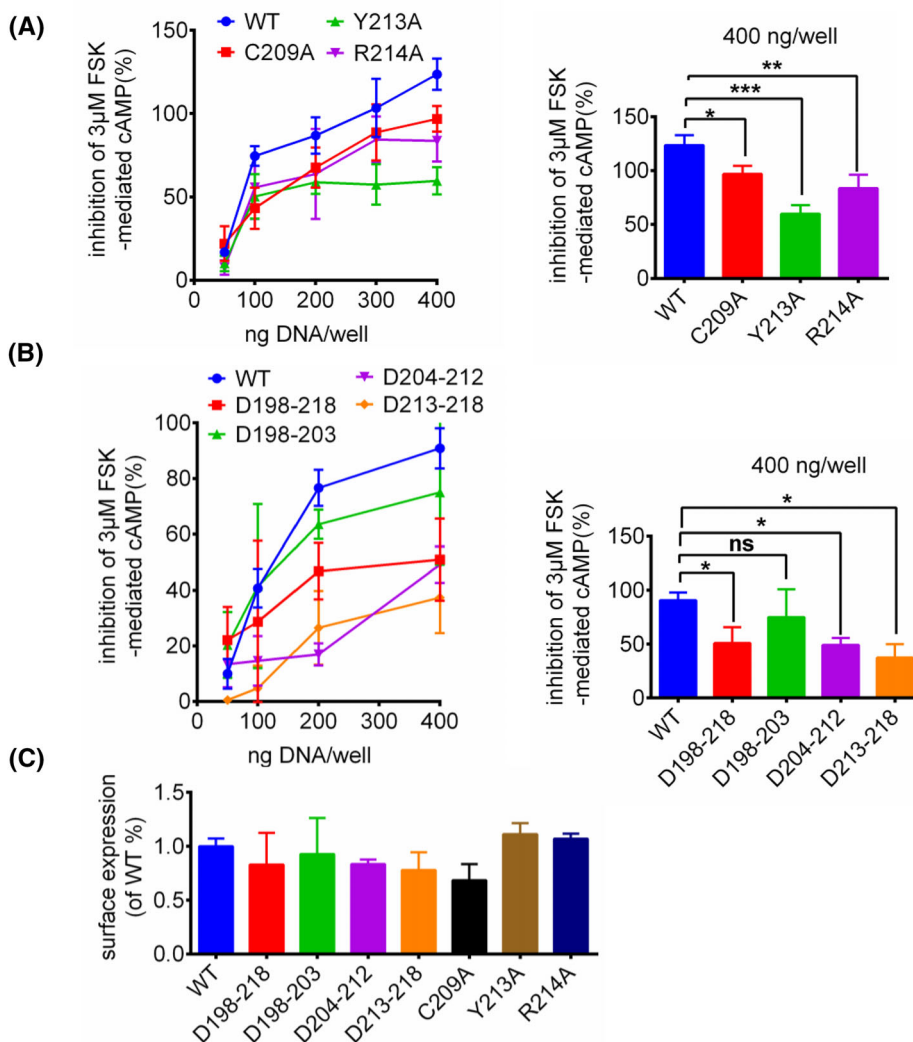 (A)
WT
Y213A
C209A
R214A
inhibition of 3µM FSK
-mediated cAMP(%)
150
100
50
0
0 100 200 300 400
ng DNA/well
400 ng/well
**
***
*
inhibition of 3µM FSK
-mediated cAMP(%)
150
100
50
0
WT
C209A
Y213A
R214A
(B)
WT
D204-212
D198-218
D213-218
D198-203
inhibition of 3µM FSK
-mediated cAMP(%)
100
80
60
40
20
0
0 100 200 300 400
ng DNA/well
400 ng/well
*
*
ns
*
inhibition of 3µM FSK
-mediated cAMP(%)
150
100
50
0
WT
D198-218
D198-203
D204-212
D213-218
(C)
surface expression
(of WT %)
1.5
1.0
0.5
0.0
WT
D198-218
D198-203
D204-212
D213-218
C209A
Y213A
R214A